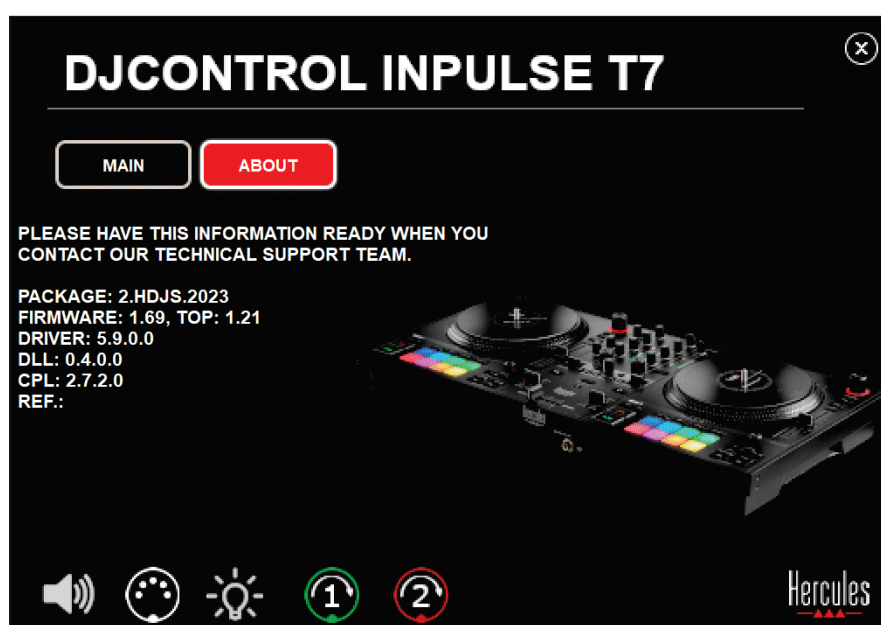 DJCONTROL INPULSE T7
X
MAIN
ABOUT
PLEASE HAVE THIS INFORMATION READY WHEN YOU
CONTACT OUR TECHNICAL SUPPORT TEAM.
PACKAGE: 2.HDJS.2023
FIRMWARE: 1.69, TOP: 1.21
DRIVER: 5.9.0.0
DLL: 0.4.0.0
CPL: 2.7.2.0
REF.:
1
2
Hercules